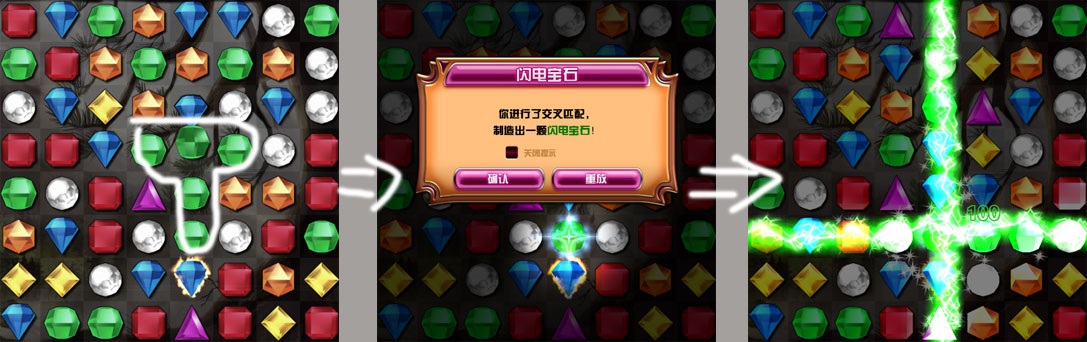 闪电宝石
你进行了交叉匹配，
制造出一颗闪电宝石！
关闭提示
确认
重放
100